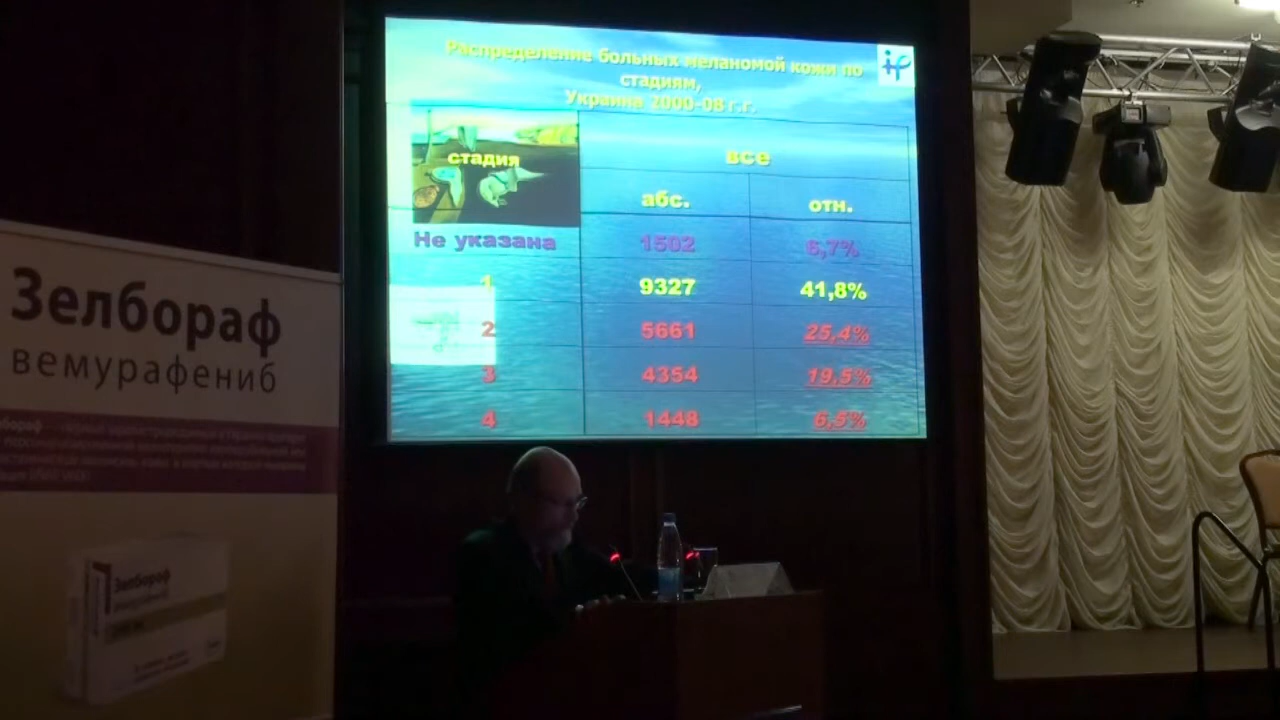 Распределение больных меланомой кожи по
стадиям,
Украина 2000-08 г.г.
стадия
все
абс.
отн.
Не указана 1502 6,7%
1 9327 41,8%
2 5661 25,4%
3 4354 19,5%
4 1448 6,5%
Зелбораф
вемурафениб
Зелбораф
вемурафениб